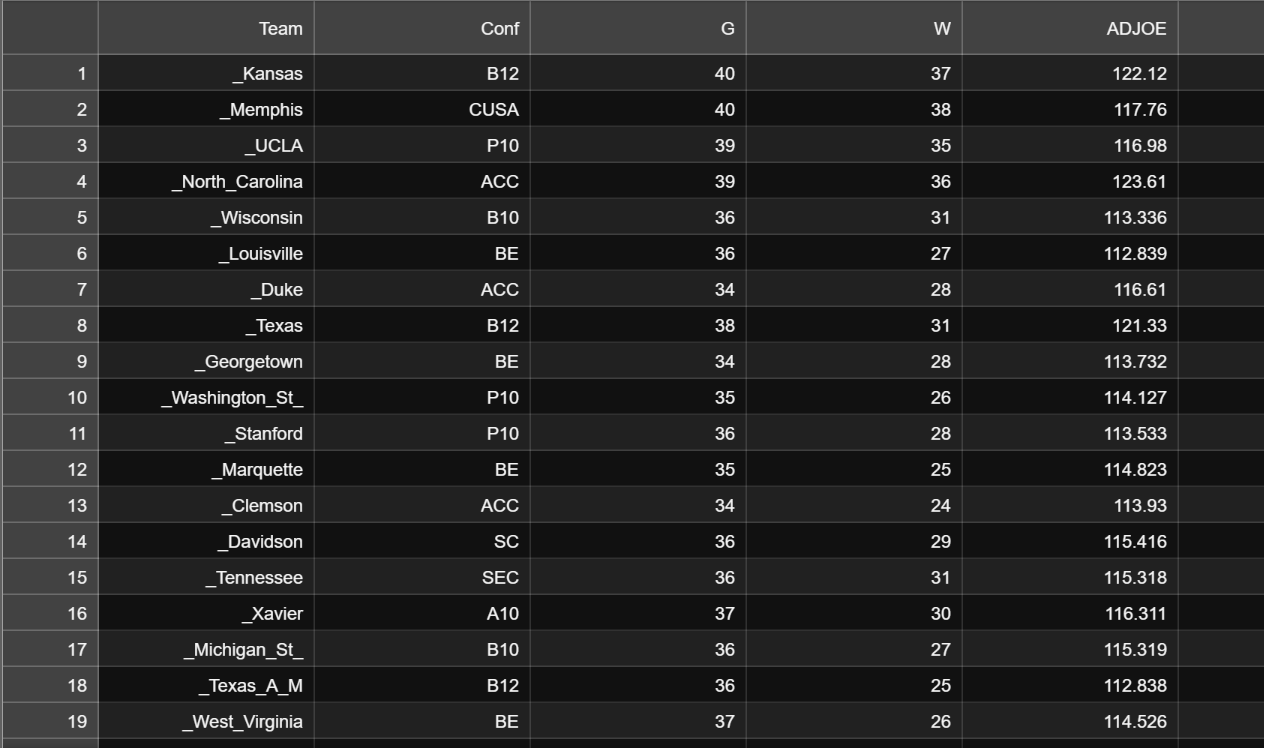 Team Conf G W ADJOE
1 _Kansas B12 40 37 122.12
2 _Memphis CUSA 40 38 117.76
3 _UCLA P10 39 35 116.98
4 _North_Carolina ACC 39 36 123.61
5 _Wisconsin B10 36 31 113.336
6 _Louisville BE 36 27 112.839
7 _Duke ACC 34 28 116.61
8 _Texas B12 38 31 121.33
9 _Georgetown BE 34 28 113.732
10 _Washington_St_ P10 35 26 114.127
11 _Stanford P10 36 28 113.533
12 _Marquette BE 35 25 114.823
13 _Clemson ACC 34 24 113.93
14 _Davidson SC 36 29 115.416
15 _Tennessee SEC 36 31 115.318
16 _Xavier A10 37 30 116.311
17 _Michigan_St_ B10 36 27 115.319
18 _Texas_A_M B12 36 25 112.838
19 _West_Virginia BE 37 26 114.526